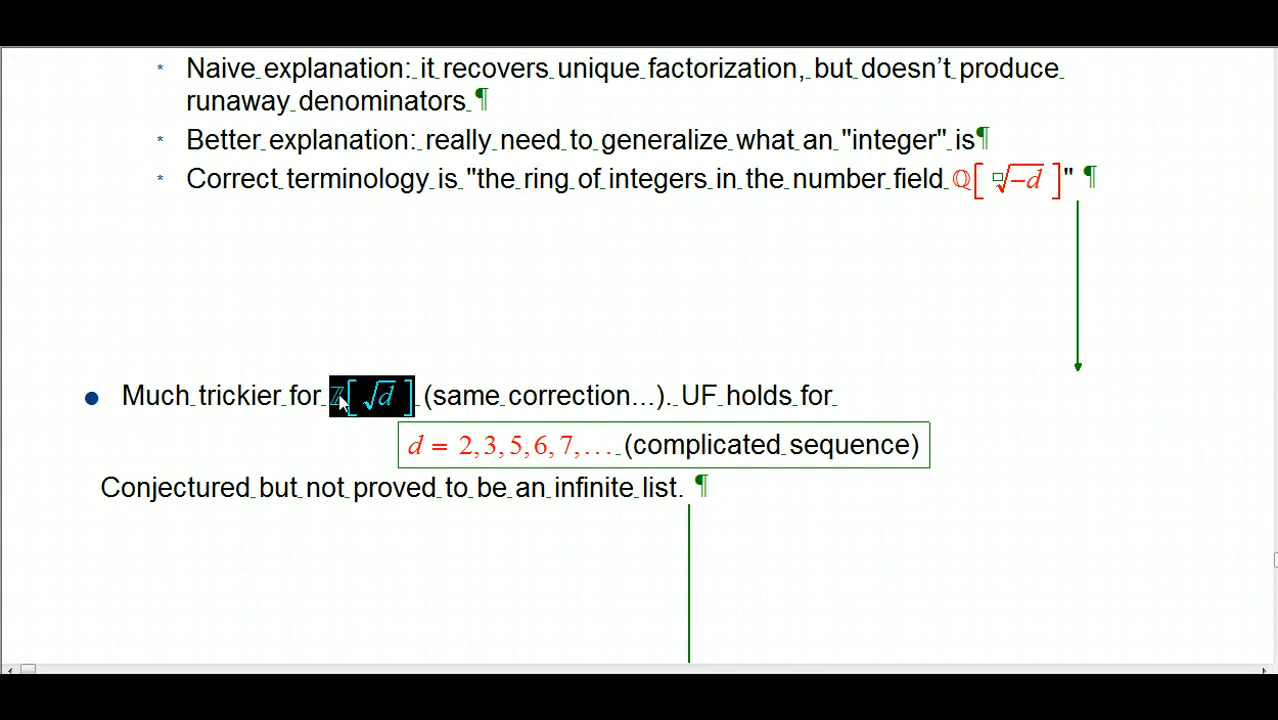 * Naive explanation: it recovers unique factorization, but doesn’t produce
runaway denominators ¶
* Better explanation: really need to generalize what an "integer" is¶
* Correct terminology is "the ring of integers in the number field ℚ[√−d]" ¶
● Much trickier for ℤ[√d] (same correction...). UF holds for
d = 2,3,5,6,7,... (complicated sequence)
Conjectured but not proved to be an infinite list. ¶